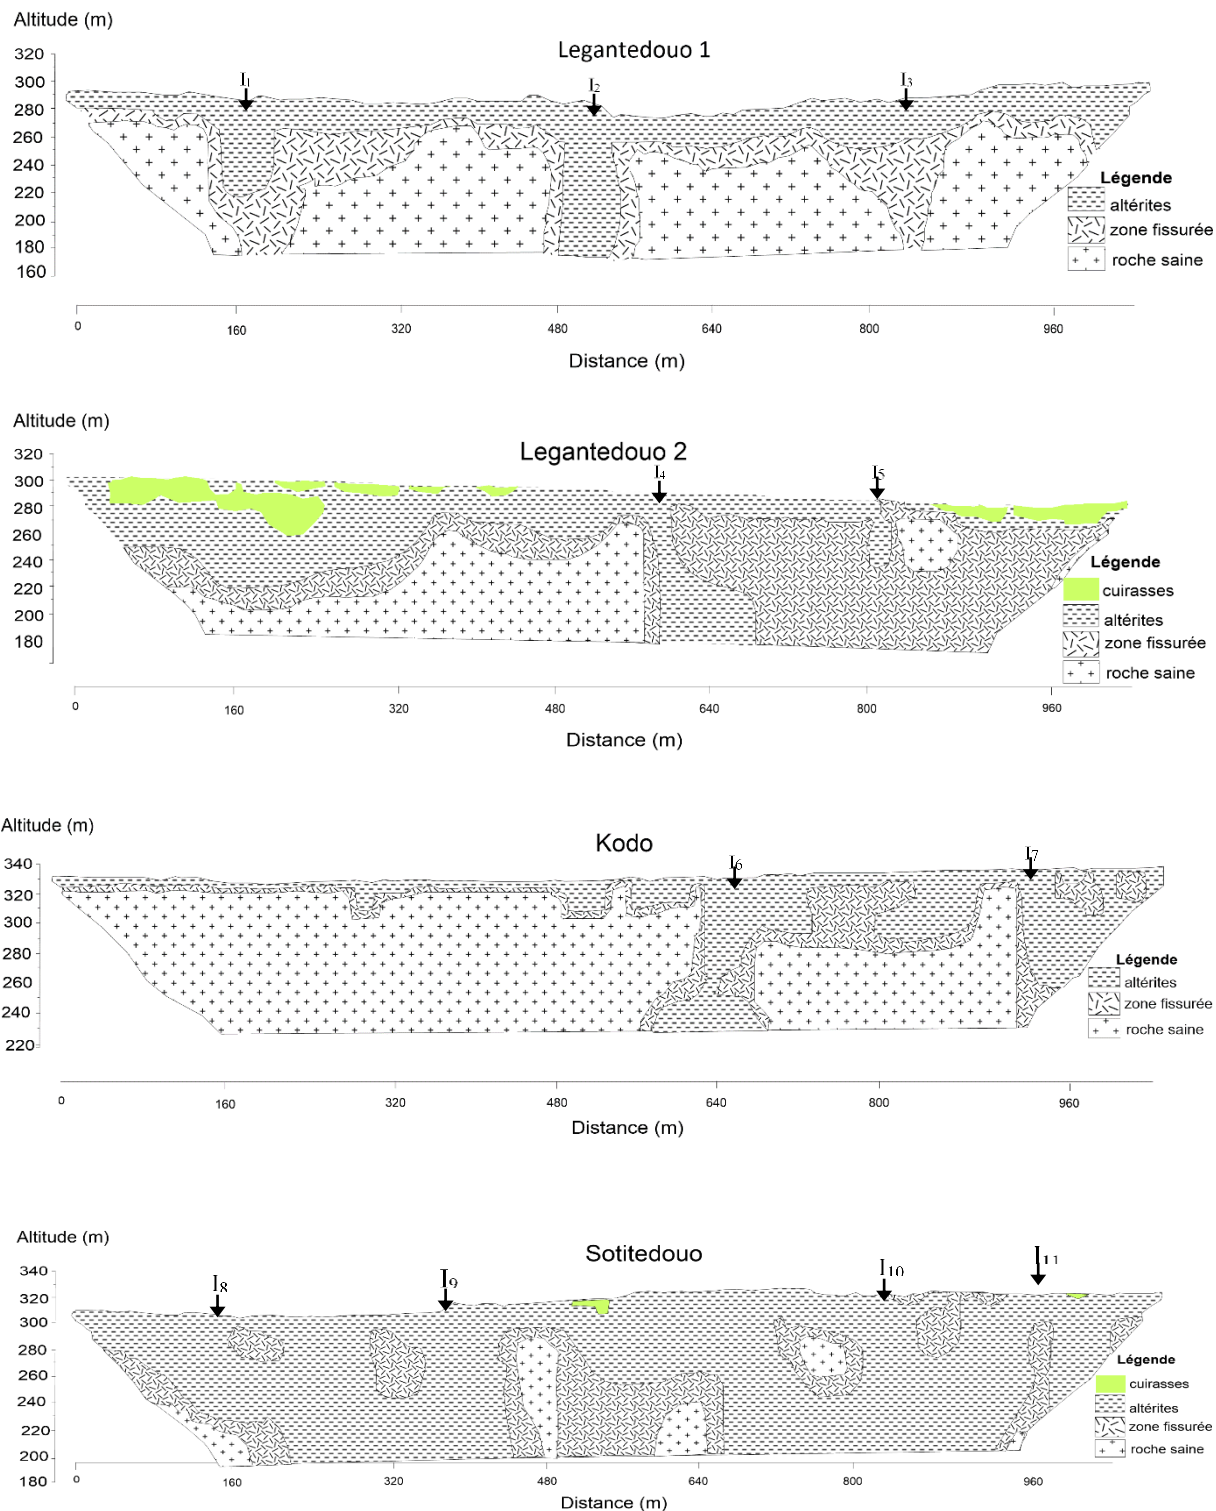 Altitude (m)
Legantedouo 1
320
300
280
260
240
220
200
180
160
I1
I2
I3
Légende
altérites
zone fissurée
roche saine
0 160 320 480 640 800 960
Distance (m)
Altitude (m)
Legantedouo 2
320
300
280
260
240
220
200
180
I4
I5
Légende
cuirasses
altérites
zone fissurée
roche saine
0 160 320 480 640 800 960
Distance (m)
Altitude (m)
Kodo
340
320
300
280
260
240
220
I6
I7
Légende
altérites
zone fissurée
roche saine
0 160 320 480 640 800 960
Distance (m)
Altitude (m)
Sotitedouo
340
320
300
280
260
240
220
200
180
I8
I9
I10
I11
Légende
cuirasses
altérites
zone fissurée
roche saine
0 160 320 480 640 800 960
Distance (m)